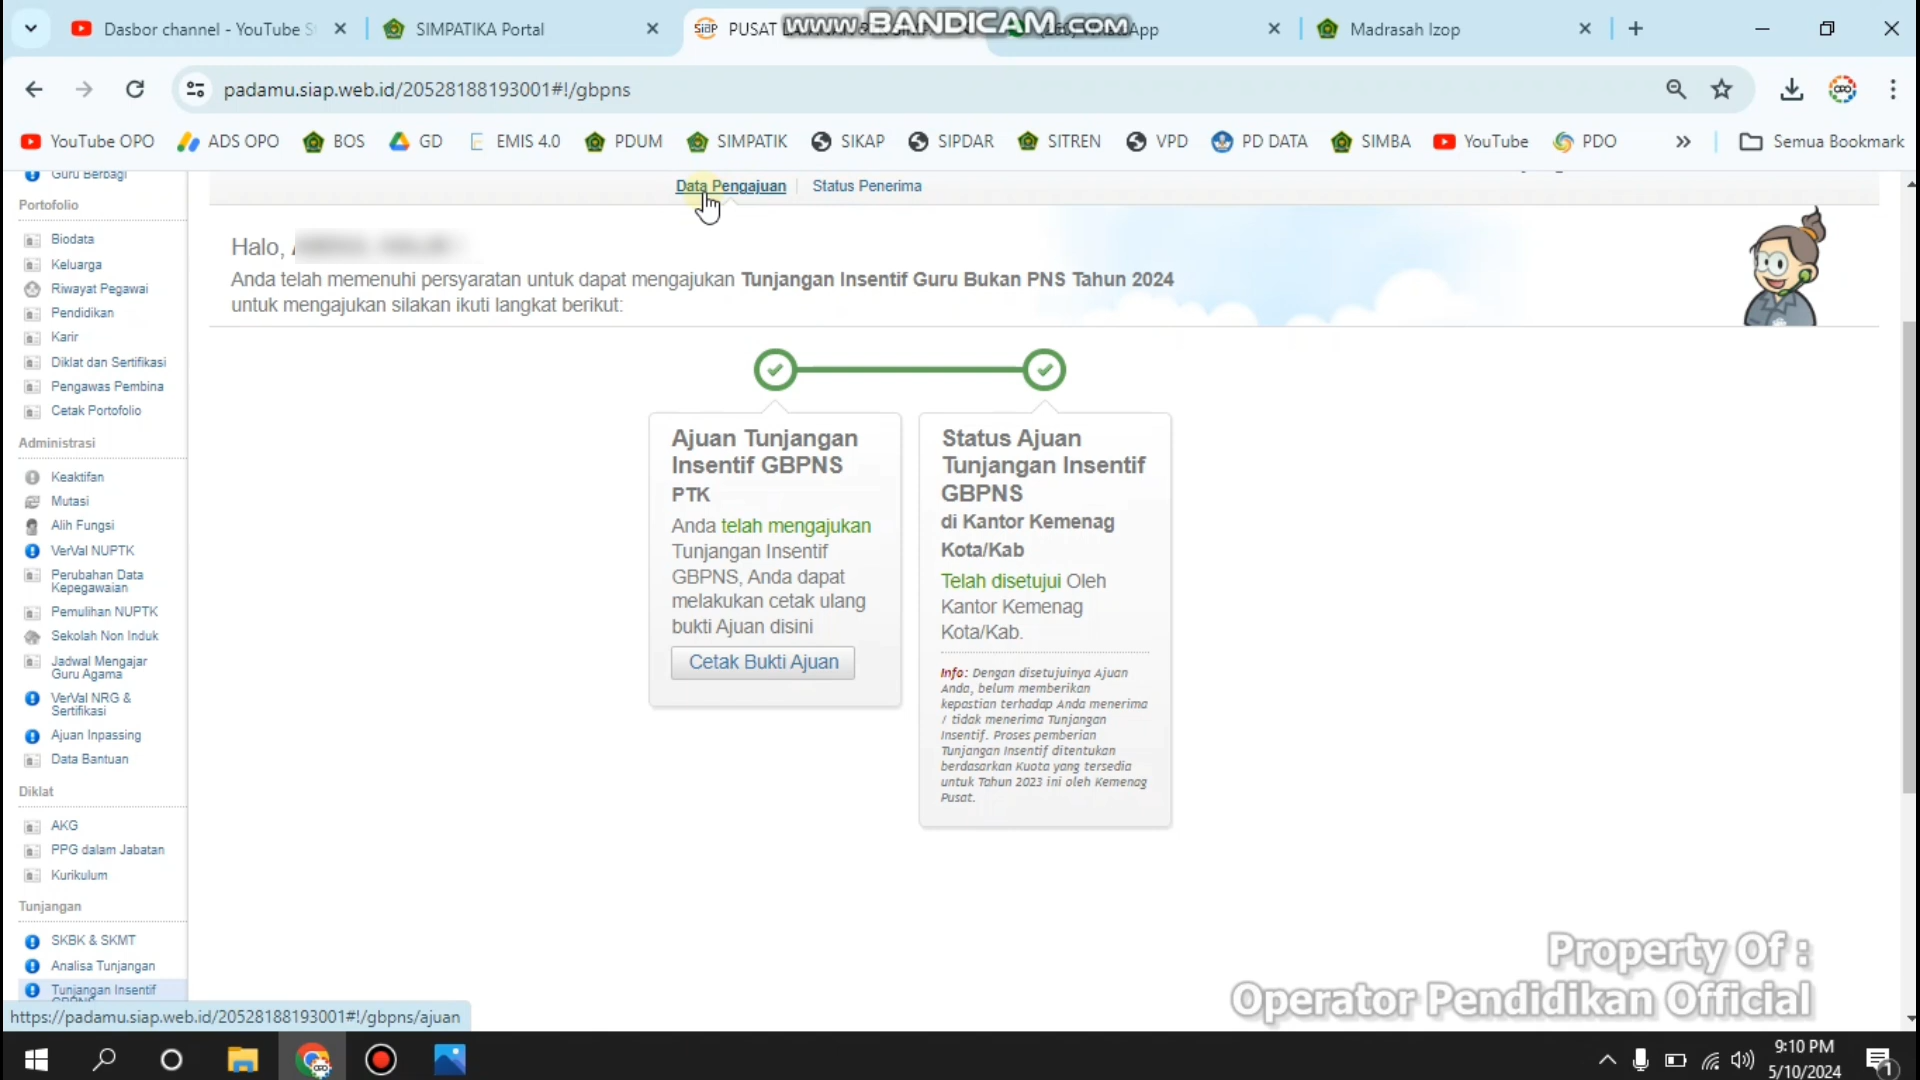 Dasbor channel - YouTube S
SIMPATIKA Portal
PUSAT
WWW.BANDICAM.COM
App
Madrasah Izop
padamu.siap.web.id/20528188193001#!/gbpns
YouTube OPO
ADS OPO
BOS
GD
EMIS 4.0
PDUM
SIMPATIK
SIKAP
SIPDAR
SITREN
VPD
PD DATA
SIMBA
YouTube
PDO
Semua Bookmark
Guru Berbagi
Data Pengajuan
Status Penerima
Portofolio
Biodata
Keluarga
Riwayat Pegawai
Pendidikan
Karir
Diklat dan Sertifikasi
Pengawas Pembina
Cetak Portofolio
Administrasi
Keaktifan
Mutasi
Alih Fungsi
VerVal NUPTK
Perubahan Data
Kepegawaian
Pemulihan NUPTK
Sekolah Non Induk
Jadwal Mengajar
Guru Agama
VerVal NRG &
Sertifikasi
Ajuan Inpassing
Data Bantuan
Diklat
AKG
PPG dalam Jabatan
Kurikulum
Tunjangan
SKBK & SKMT
Analisa Tunjangan
Tunjangan Insentif
GBPNS
Halo,
Anda telah memenuhi persyaratan untuk dapat mengajukan Tunjangan Insentif Guru Bukan PNS Tahun 2024
untuk mengajukan silakan ikuti langkat berikut:
Ajuan Tunjangan
Insentif GBPNS
PTK
Anda telah mengajukan
Tunjangan Insentif
GBPNS, Anda dapat
melakukan cetak ulang
bukti Ajuan disini
Cetak Bukti Ajuan
Status Ajuan
Tunjangan Insentif
GBPNS
di Kantor Kemenag
Kota/Kab
Telah disetujui Oleh
Kantor Kemenag
Kota/Kab.
Info: Dengan disetujuinya Ajuan
Anda, belum memberikan
kepastian terhadap Anda menerima
/ tidak menerima Tunjangan
Insentif. Proses pemberian
Tunjangan Insentif ditentukan
berdasarkan Kuota yang tersedia
untuk Tahun 2023 ini oleh Kemenag
Pusat.
Property Of :
Operator Pendidikan Official
https://padamu.siap.web.id/20528188193001#!/gbpns/ajuan
9:10 PM
5/10/2024
1